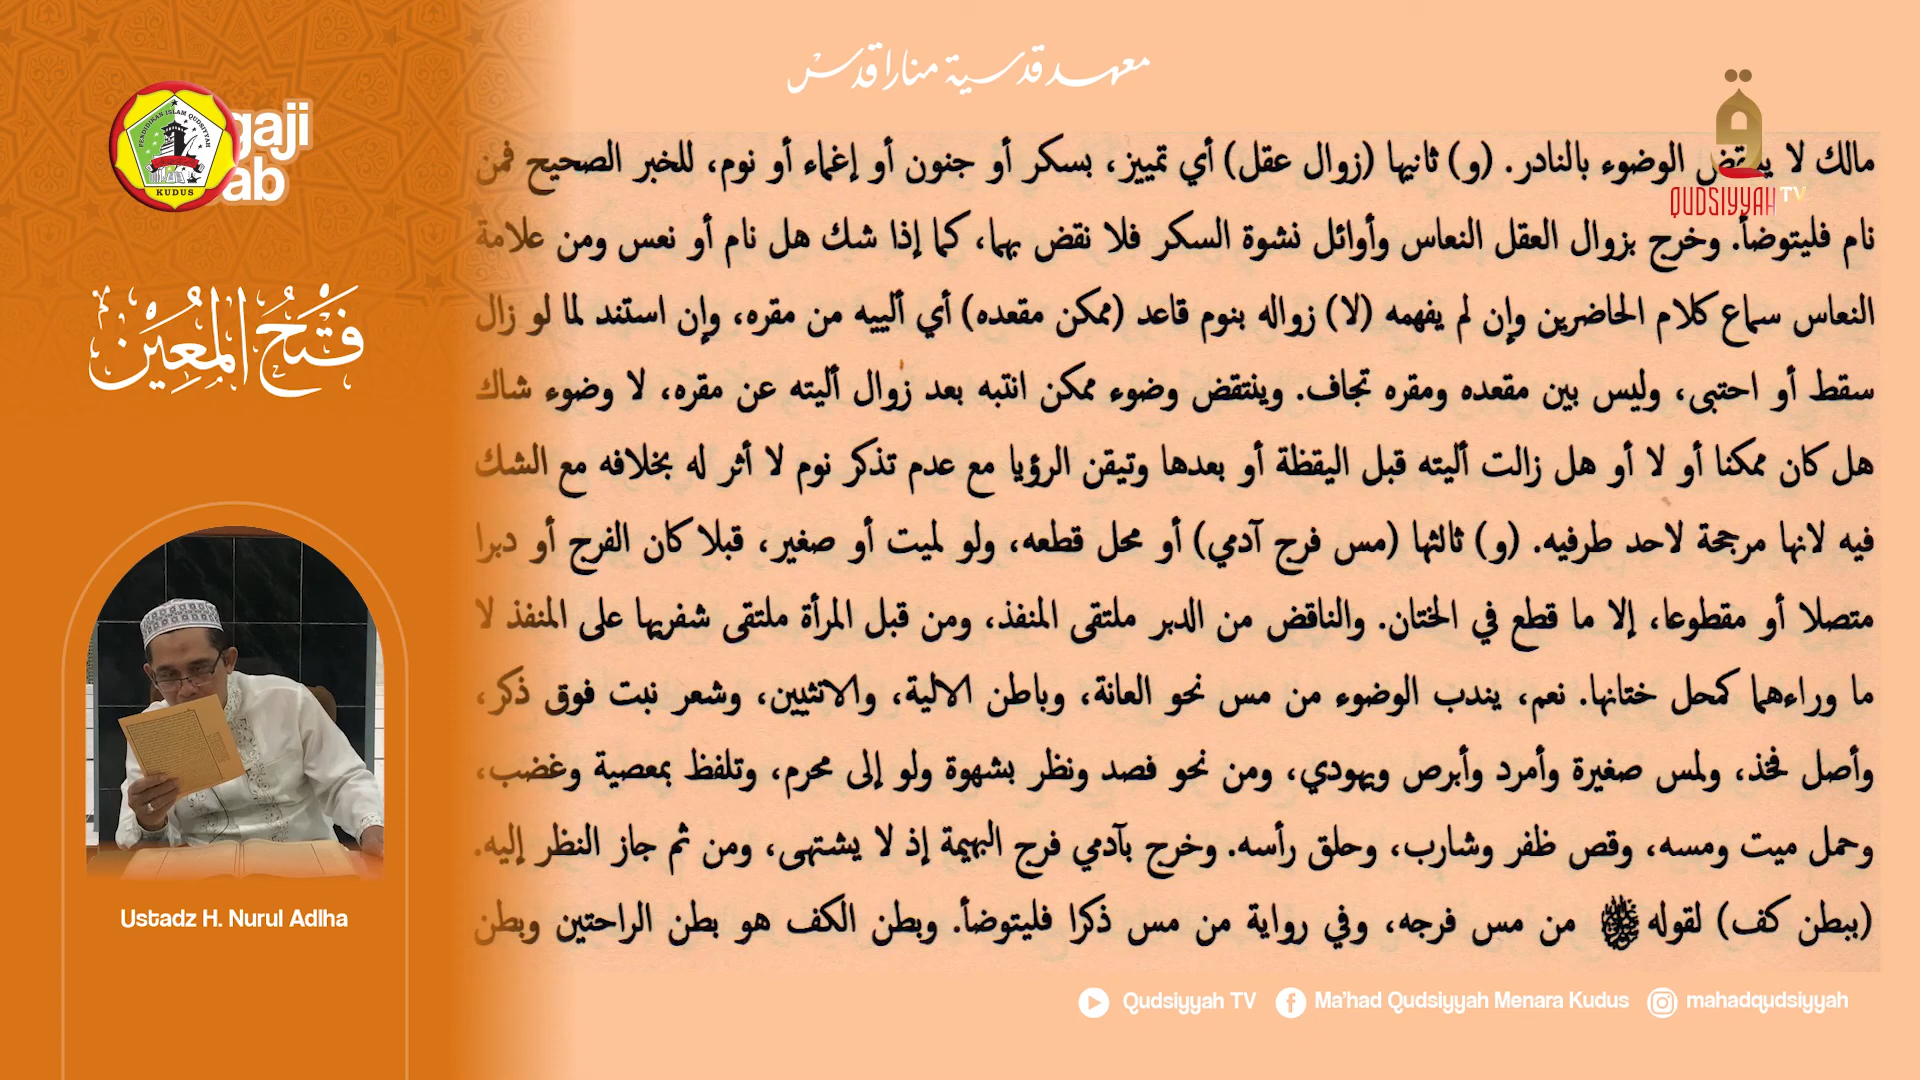 معهد قدسية منارا قدس
PENDIDIKAN ISLAM QUDSIYYAH
KUDUS
gaji
ab
QUDSIYYAH TV
فَتْحُ المُعِيْن
مالك لا ينقض الوضوء بالنادر. (و) ثانيها (زوال عقل) أي تمييز، بسكر أو جنون أو إغماء أو نوم، للخبر الصحيح فمن
نام فليتوضأ. وخرج بزوال العقل النعاس وأوائل نشوة السكر فلا نقض بهما، كما إذا شك هل نام أو نعس ومن علامة
النعاس سماع كلام الحاضرين وإن لم يفهمه (لا) زواله بنوم قاعد (ممكن مقعده) أي ألييه من مقره، وإن استند لما لو زال
سقط أو احتبى، وليس بين مقعده ومقره تجاف. وينتقض وضوء ممكن انتبه بعد زوال أليته عن مقره، لا وضوء شاك
هل كان ممكنا أو لا أو هل زالت أليته قبل اليقظة أو بعدها وتيقن الرؤيا مع عدم تذكر نوم لا أثر له بخلافه مع الشك
فيه لانها مرجحة لاحد طرفيه. (و) ثالثها (مس فرج آدمي) أو محل قطعه، ولو لميت أو صغير، قبلا كان الفرج أو دبرا
متصلا أو مقطوعا، إلا ما قطع في الختان. والناقض من الدبر ملتقى المنفذ، ومن قبل المرأة ملتقى شفريها على المنفذ لا
ما وراءهما كمحل ختانها. نعم، يندب الوضوء من مس نحو العانة، وباطن الالية، والانثيين، وشعر نبت فوق ذكر،
وأصل فخذ، ولمس صغيرة وأمرد وأبرص ويهودي، ومن نحو فصد ونظر بشهوة ولو إلى محرم، وتلفظ بمعصية وغضب،
وحمل ميت ومسه، وقص ظفر وشارب، وحلق رأسه. وخرج بآدمي فرج البهيمة إذ لا يشتهى، ومن ثم جاز النظر إليه.
(ببطن كف) لقوله ﷺ من مس فرجه، وفي رواية من مس ذكرا فليتوضأ. وبطن الكف هو بطن الراحتين وبطن
Ustadz H. Nurul Adlha
Qudsiyyah TV
Ma'had Qudsiyyah Menara Kudus
mahadqudsiyyah